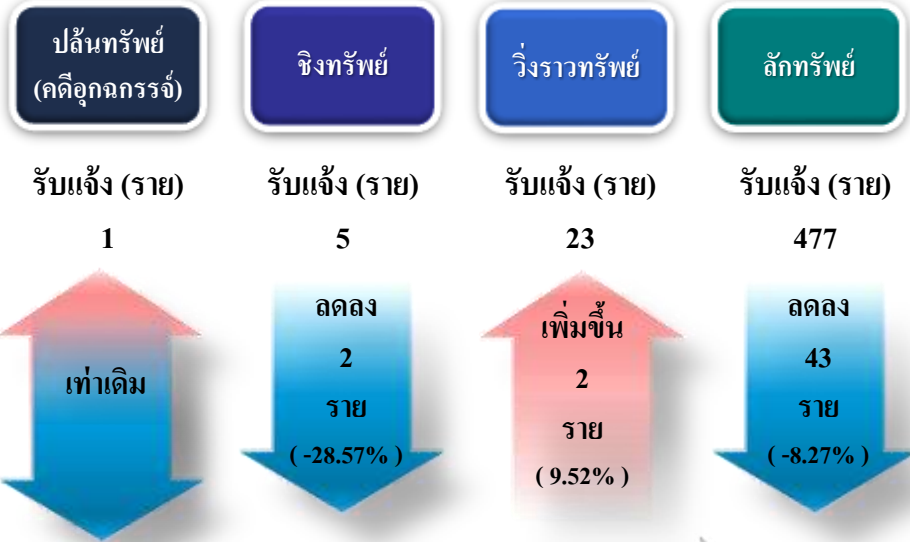 ปล้นทรัพย์
(คดีอุกฉกรรจ์)
รับแจ้ง (ราย)
1
เท่าเดิม
ชิงทรัพย์
รับแจ้ง (ราย)
5
ลดลง
2
ราย
( -28.57% )
วิ่งราวทรัพย์
รับแจ้ง (ราย)
23
เพิ่มขึ้น
2
ราย
( 9.52% )
ลักทรัพย์
รับแจ้ง (ราย)
477
ลดลง
43
ราย
( -8.27% )